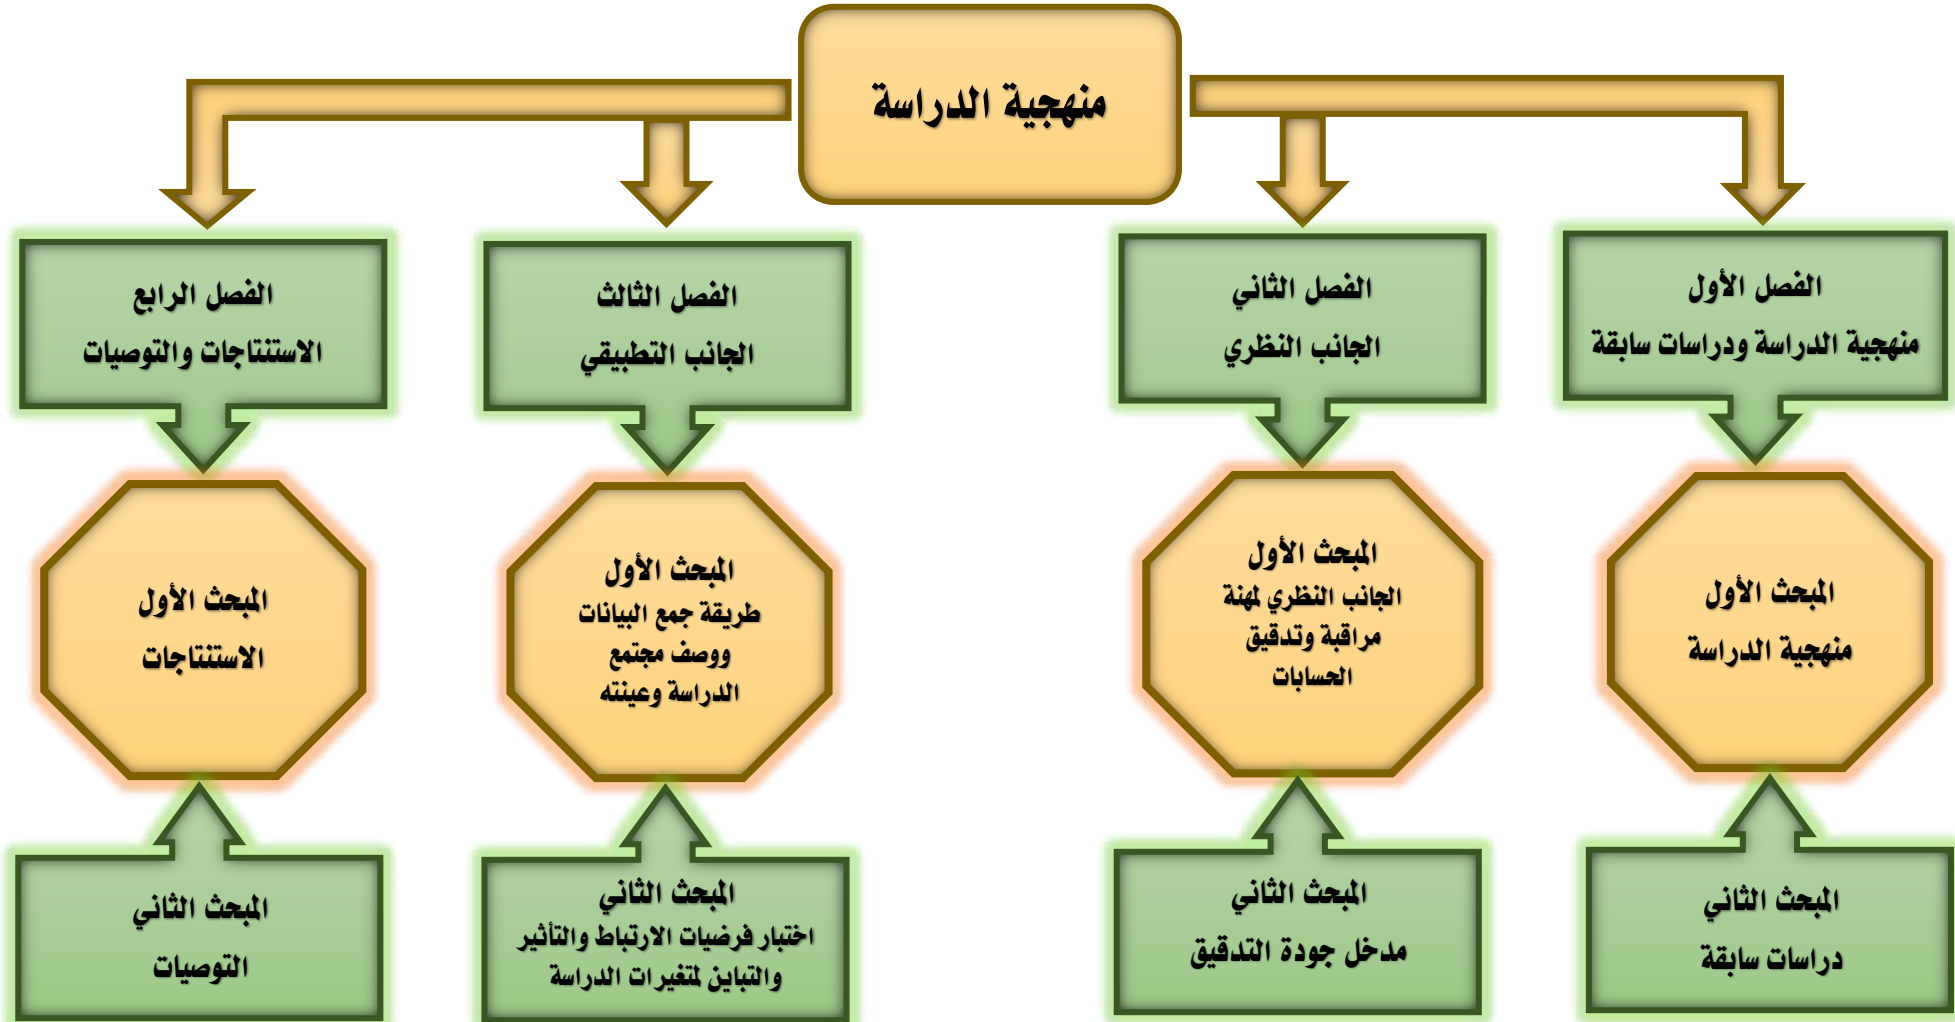 منهجية الدراسة
الفصل الأول
منهجية الدراسة ودراسات سابقة
الفصل الثاني
الجانب النظري
الفصل الثالث
الجانب التطبيقي
الفصل الرابع
الاستنتاجات والتوصيات
المبحث الأول
منهجية الدراسة
المبحث الأول
الجانب النظري لمهنة
مراقبة وتدقيق
الحسابات
المبحث الأول
طريقة جمع البيانات
ووصف مجتمع
الدراسة وعينته
المبحث الأول
الاستنتاجات
المبحث الثاني
دراسات سابقة
المبحث الثاني
مدخل جودة التدقيق
المبحث الثاني
اختبار فرضيات الارتباط والتأثير
والتباين لمتغيرات الدراسة
المبحث الثاني
التوصيات